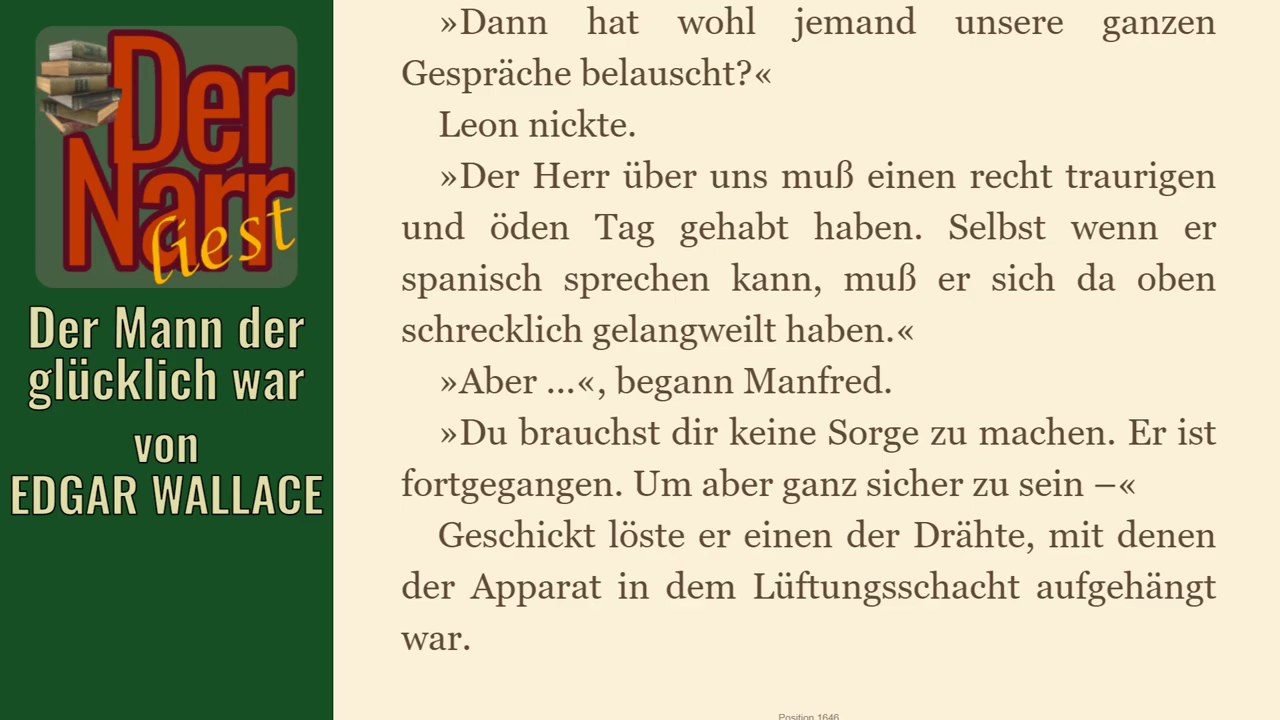 Der
Narr
liest
Der Mann der
glücklich war
von
EDGAR WALLACE
»Dann hat wohl jemand unsere ganzen
Gespräche belauscht?«
Leon nickte.
»Der Herr über uns muß einen recht traurigen
und öden Tag gehabt haben. Selbst wenn er
spanisch sprechen kann, muß er sich da oben
schrecklich gelangweilt haben.«
»Aber ...«, begann Manfred.
»Du brauchst dir keine Sorge zu machen. Er ist
fortgegangen. Um aber ganz sicher zu sein –«
Geschickt löste er einen der Drähte, mit denen
der Apparat in dem Lüftungsschacht aufgehängt
war.
Position 1646